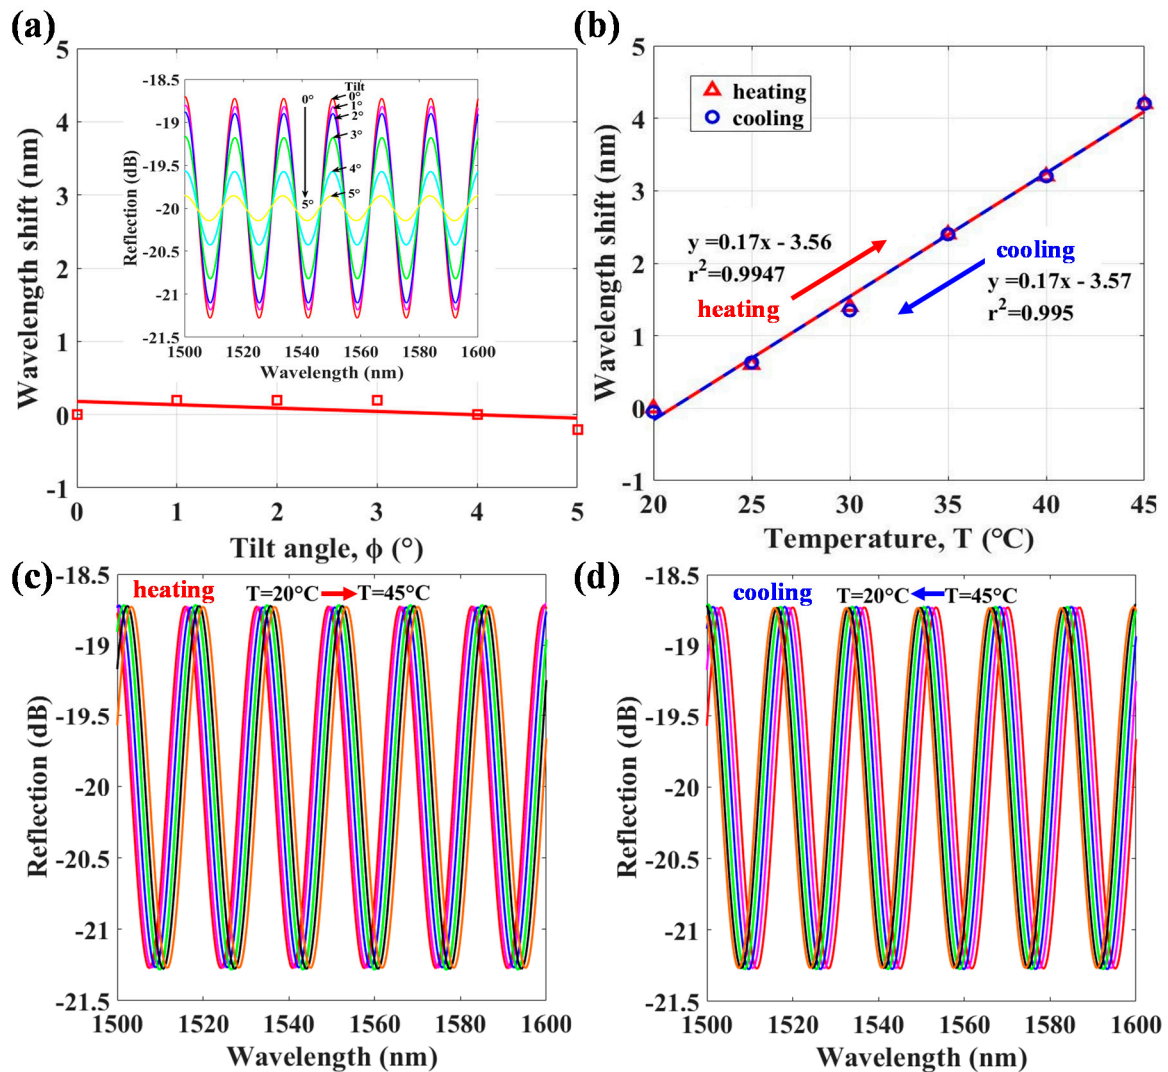 (a)
5
4
3
2
1
0
-1
0 1 2 3 4 5
Wavelength shift (nm)
Tilt angle, ϕ (°)
-18.5
-19
-19.5
-20
-20.5
-21
-21.5
1500 1520 1540 1560 1580 1600
Reflection (dB)
Wavelength (nm)
Tilt
0°
0°
1°
2°
3°
4°
5°
5°
(b)
5
4
3
2
1
0
-1
20 25 30 35 40 45
Wavelength shift (nm)
Temperature, T (°C)
heating
cooling
y =0.17x - 3.56
r²=0.9947
heating
cooling
y =0.17x - 3.57
r²=0.995
(c)
heating
T=20°C T=45°C
-18.5
-19
-19.5
-20
-20.5
-21
-21.5
1500 1520 1540 1560 1580 1600
Reflection (dB)
Wavelength (nm)
(d)
cooling
T=20°C T=45°C
-18.5
-19
-19.5
-20
-20.5
-21
-21.5
1500 1520 1540 1560 1580 1600
Reflection (dB)
Wavelength (nm)